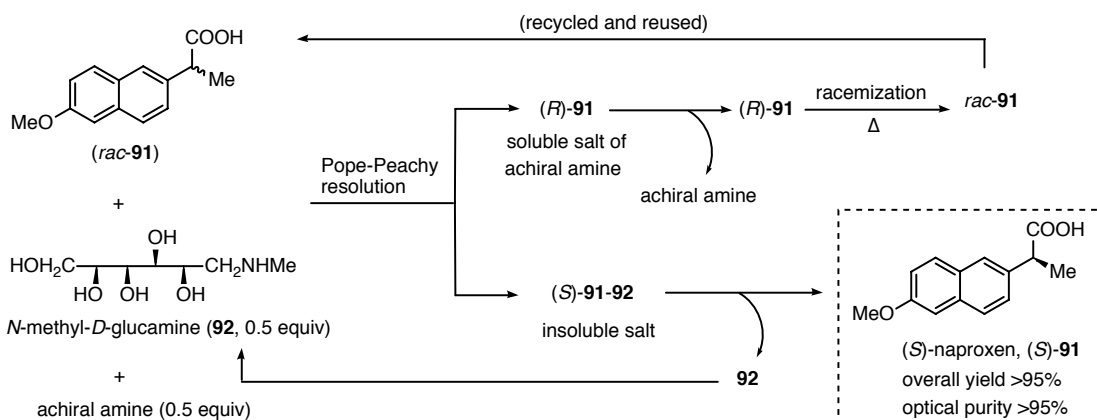 (recycled and reused)
COOH
Me
MeO
(rac-91)
+
OH
OH
HOH2C
CH2NHMe
OH OH
OH
N-methyl-D-glucamine (92, 0.5 equiv)
+
achiral amine (0.5 equiv)
Pope-Peachy
resolution
(R)-91
soluble salt of
achiral amine
(R)-91
achiral amine
racemization
Δ
rac-91
(S)-91-92
insoluble salt
92
COOH
Me
MeO
(S)-naproxen, (S)-91
overall yield >95%
optical purity >95%